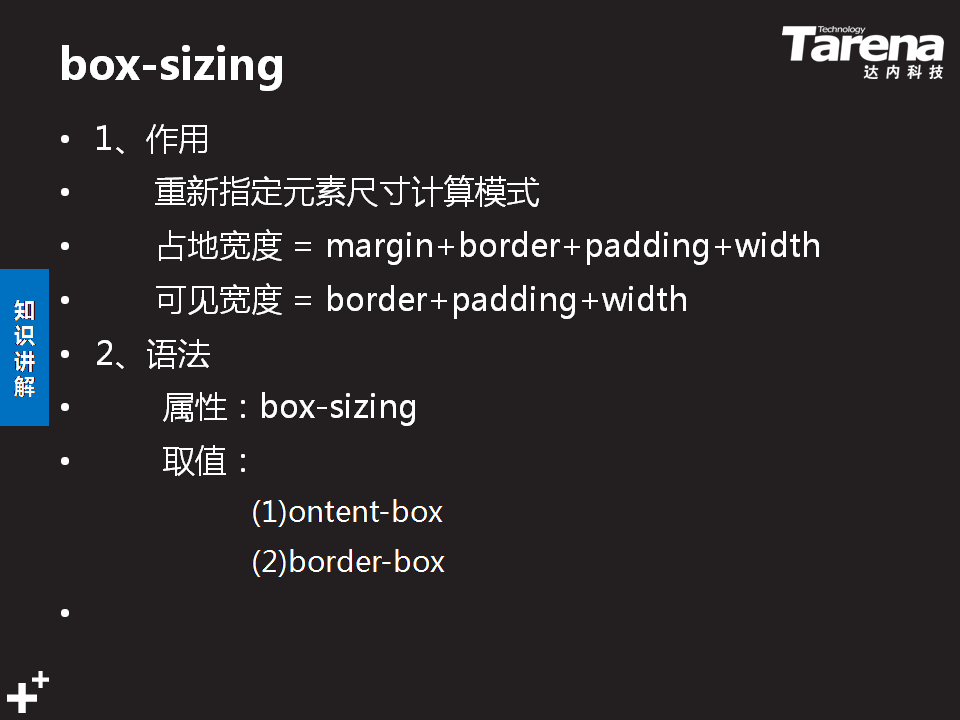 box-sizing
Technology
Tarena
达内科技
• 1、作用
• 重新指定元素尺寸计算模式
• 占地宽度 = margin+border+padding+width
• 可见宽度 = border+padding+width
• 2、语法
• 属性：box-sizing
• 取值：
(1)ontent-box
(2)border-box
•
知识讲解